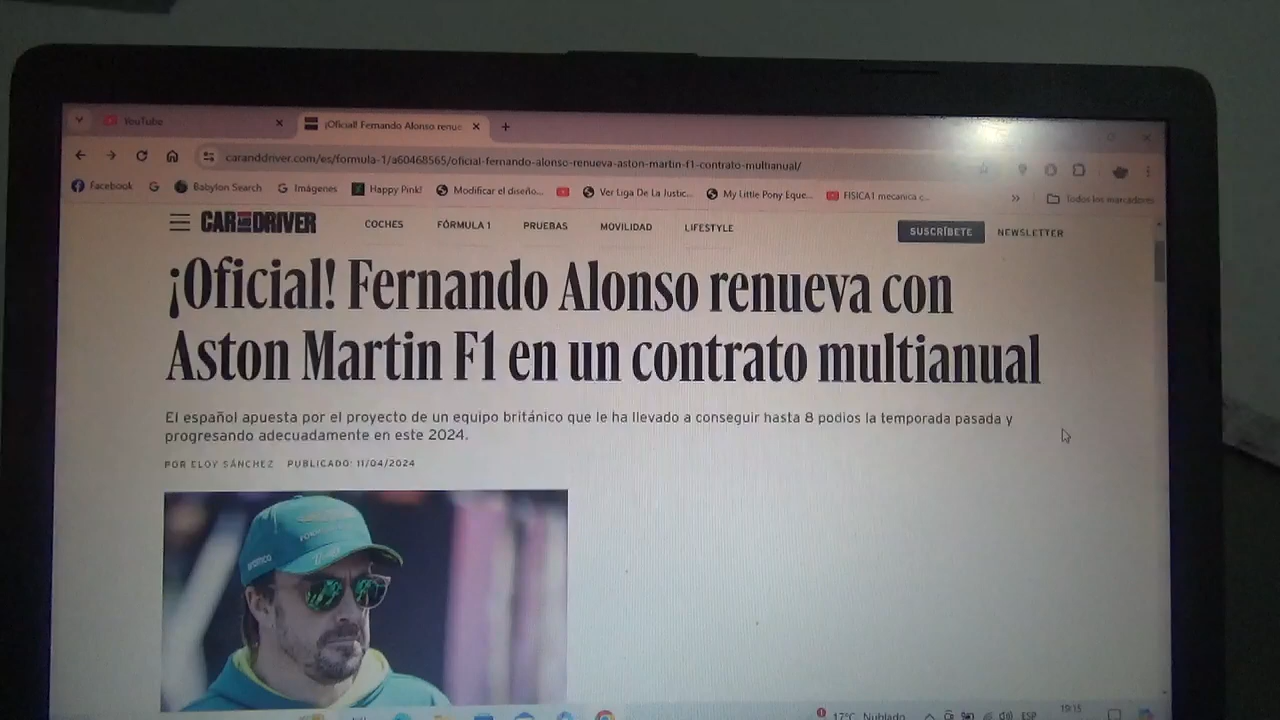 YouTube
¡Oficial! Fernando Alonso renue
caranddriver.com/es/formula-1/a60468565/oficial-fernando-alonso-renueva-aston-martin-f1-contrato-multianual/
Facebook
Babylon Search
Imágenes
Happy Pink!
Modificar el diseño...
Ver Liga De La Justic...
My Little Pony Eque...
FISICA1 mecanica c...
»
Todos los marcadores
CAR AND DRIVER
COCHES
FÓRMULA 1
PRUEBAS
MOVILIDAD
LIFESTYLE
SUSCRÍBETE
NEWSLETTER
¡Oficial! Fernando Alonso renueva con
Aston Martin F1 en un contrato multianual
El español apuesta por el proyecto de un equipo británico que le ha llevado a conseguir hasta 8 podios la temporada pasada y
progresando adecuadamente en este 2024.
POR ELOY SÁNCHEZ PUBLICADO: 11/04/2024
17°C Nublado
ESP
15:15